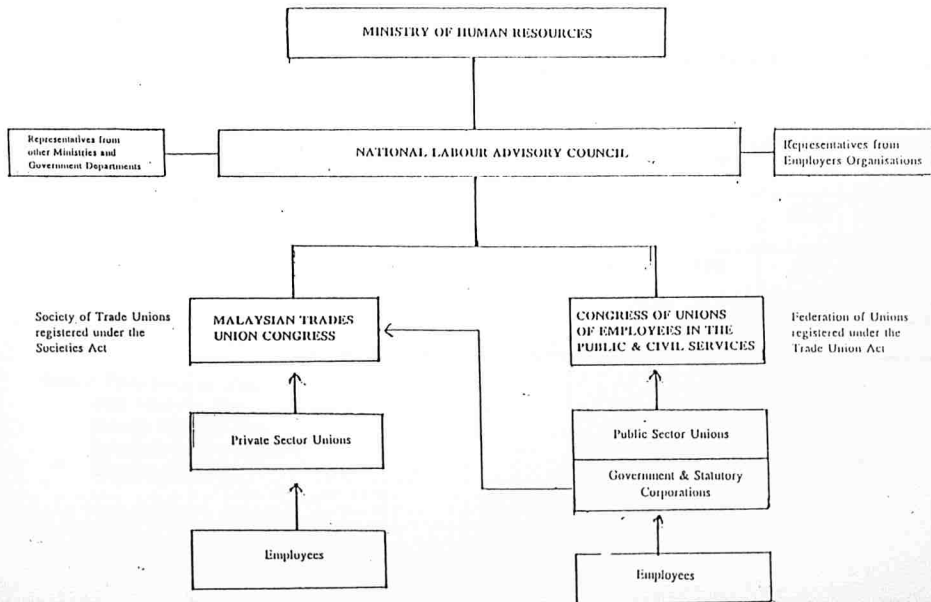 MINISTRY OF HUMAN RESOURCES
Representatives from
other Ministries and
Government Departments
NATIONAL LABOUR ADVISORY COUNCIL
Representatives from
Employers Organisations
Society of Trade Unions
registered under the
Societies Act
MALAYSIAN TRADES
UNION CONGRESS
CONGRESS OF UNIONS
OF EMPLOYEES IN THE
PUBLIC & CIVIL SERVICES
Federation of Unions
registered under the
Trade Union Act
Private Sector Unions
Public Sector Unions
Government & Statutory
Corporations
Employees
Employees